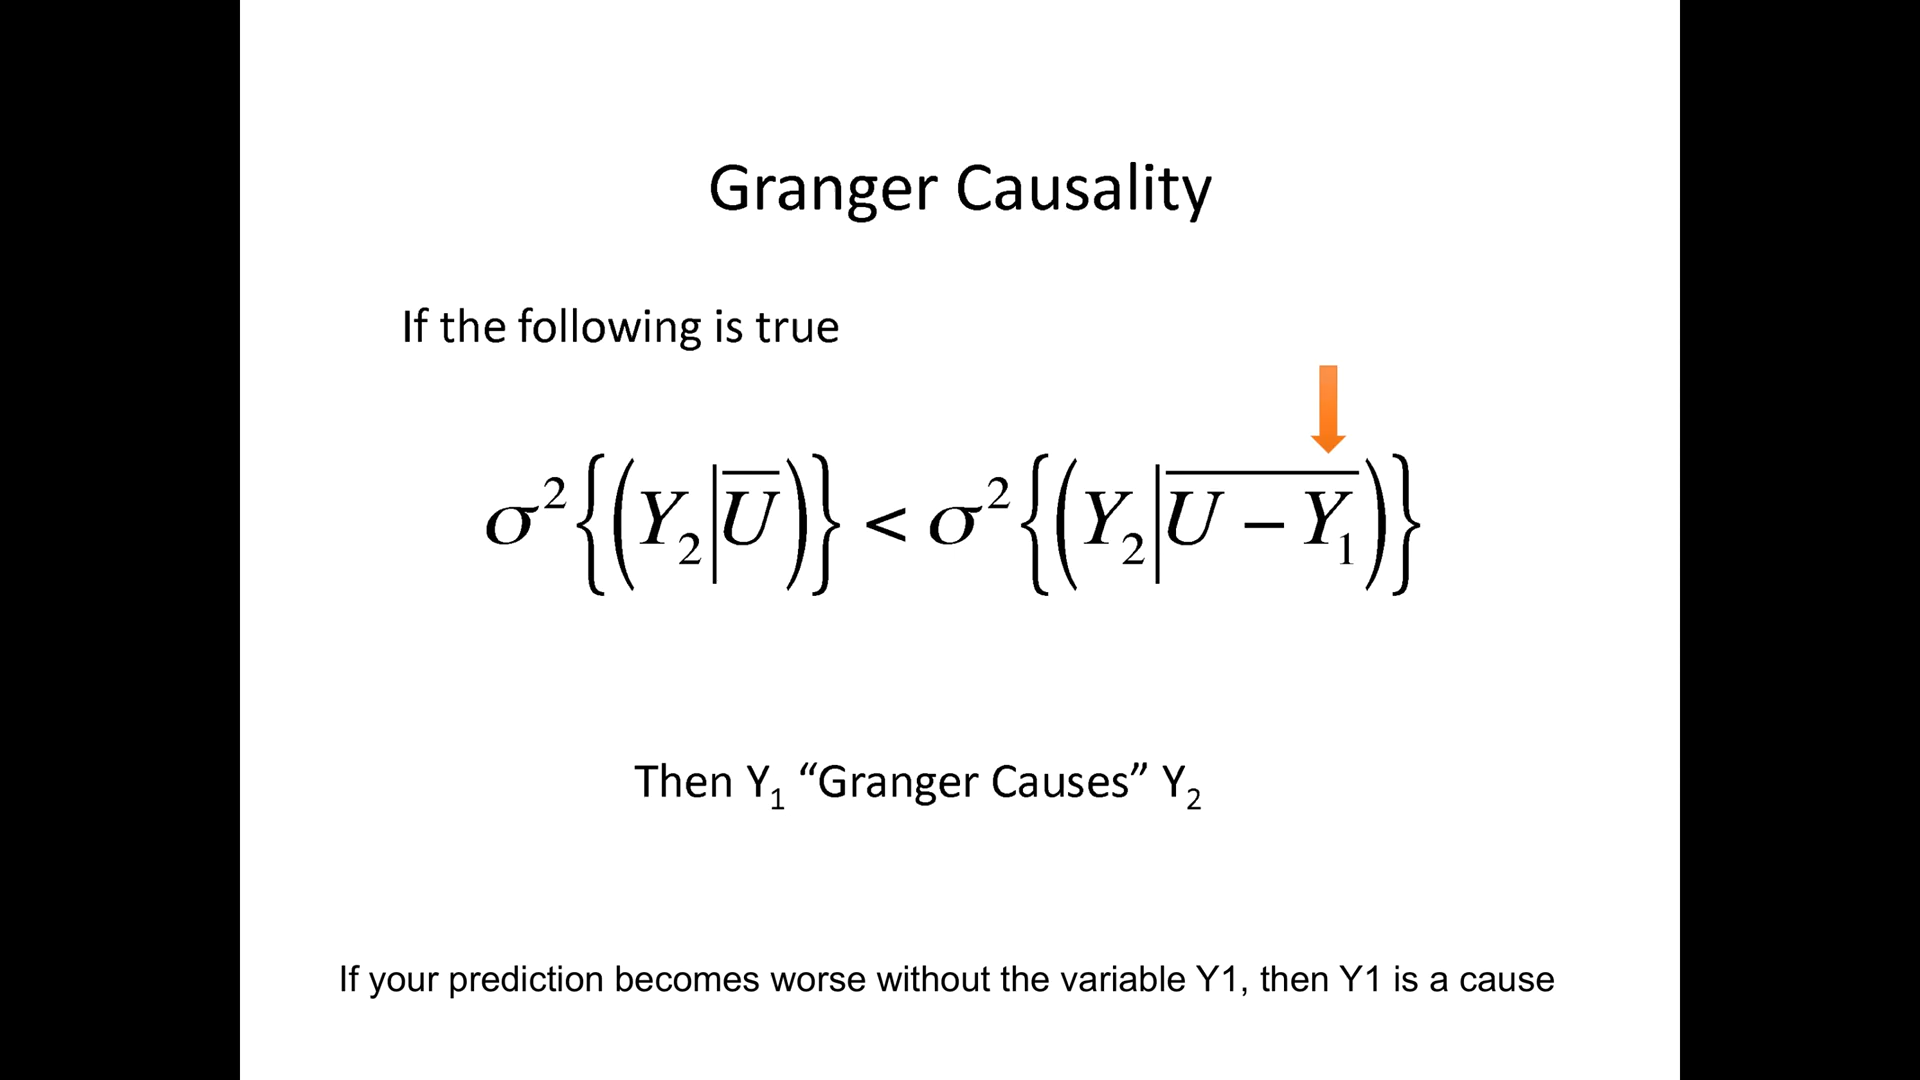 Granger Causality
If the following is true
σ²{(Y₂|U̅)} < σ²{(Y₂|U̅ ̅−̅ ̅Y̅₁)}
Then Y₁ “Granger Causes” Y₂
If your prediction becomes worse without the variable Y1, then Y1 is a cause